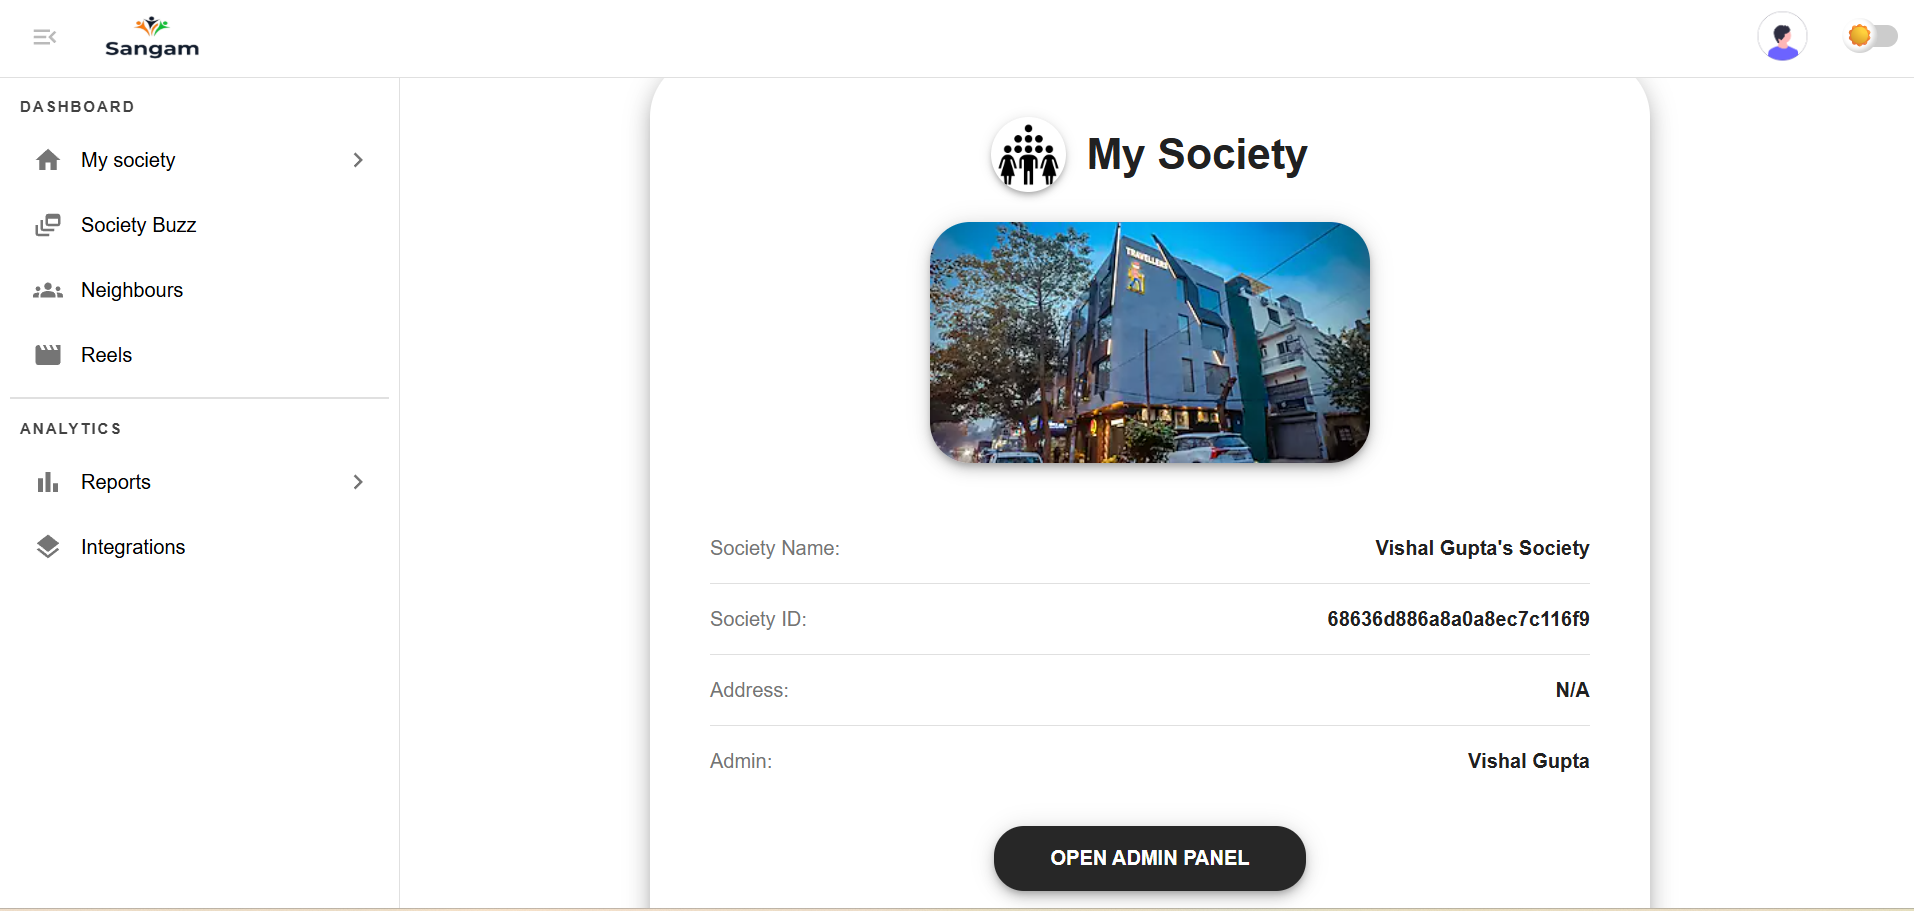 Sangam
DASHBOARD
My society
Society Buzz
Neighbours
Reels
ANALYTICS
Reports
Integrations
My Society
TRAVELLERS
Society Name: Vishal Gupta's Society
Society ID: 68636d886a8a0a8ec7c116f9
Address: N/A
Admin: Vishal Gupta
OPEN ADMIN PANEL